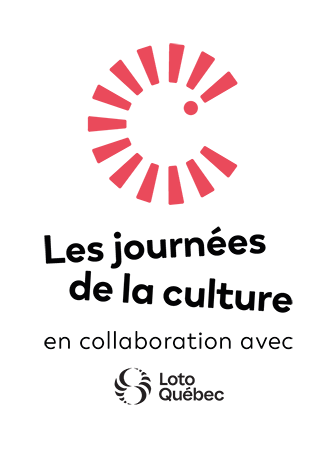 Les journées
de la culture
en collaboration avec
Loto
Québec